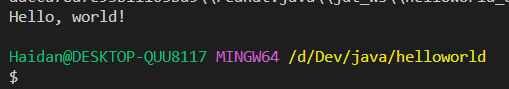 Hello, world!
Haidan@DESKTOP-QUU8117 MINGW64 /d/Dev/java/helloworld
$